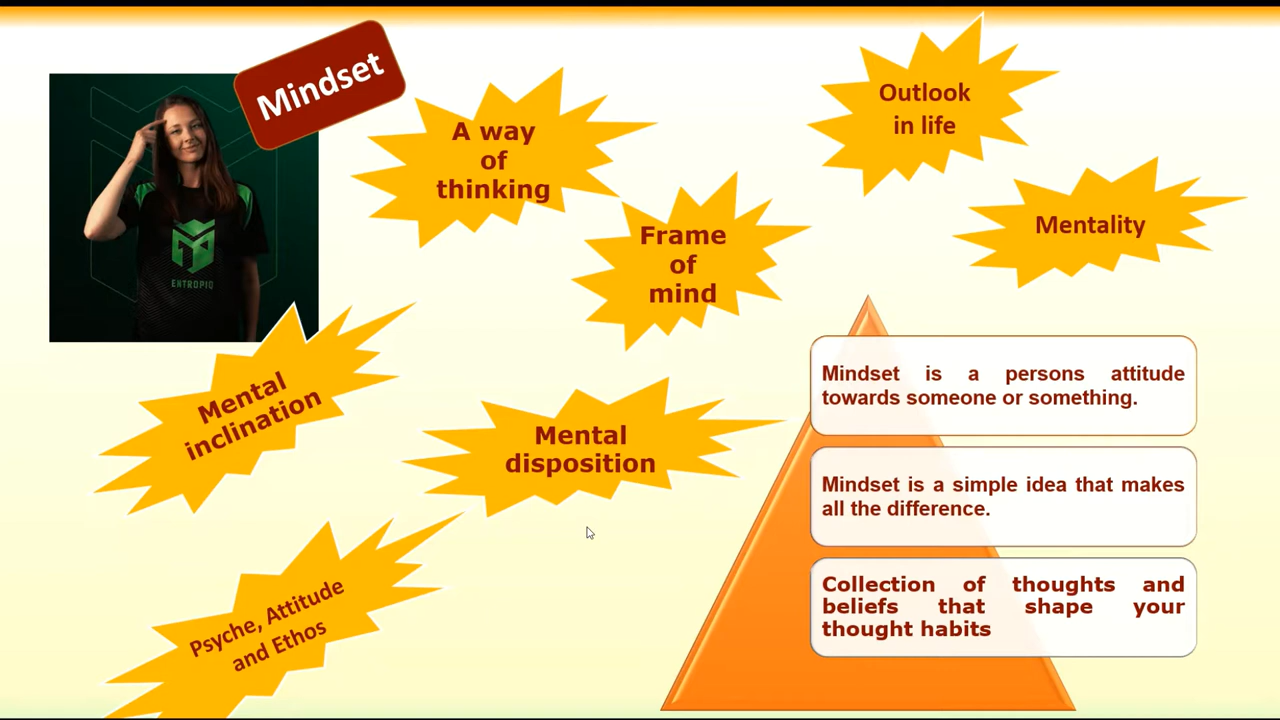 Mindset
ENTROPIQ
A way
of
thinking
Outlook
in life
Frame
of
mind
Mentality
Mental
inclination
Mental
disposition
Psyche, Attitude
and Ethos
Mindset is a persons attitude
towards someone or something.
Mindset is a simple idea that makes
all the difference.
Collection of thoughts and
beliefs that shape your
thought habits